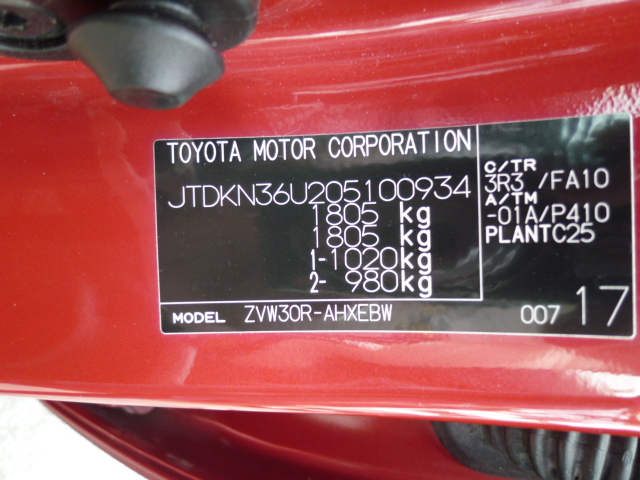 TOYOTA MOTOR CORPORATION
JTDKN36U205100934
1805 kg
1805 kg
1-1020kg
2- 980kg
MODEL ZVW30R-AHXEBW
C/TR
3R3 /FA10
A/TM
-01A/P410
PLANTC25
007 17